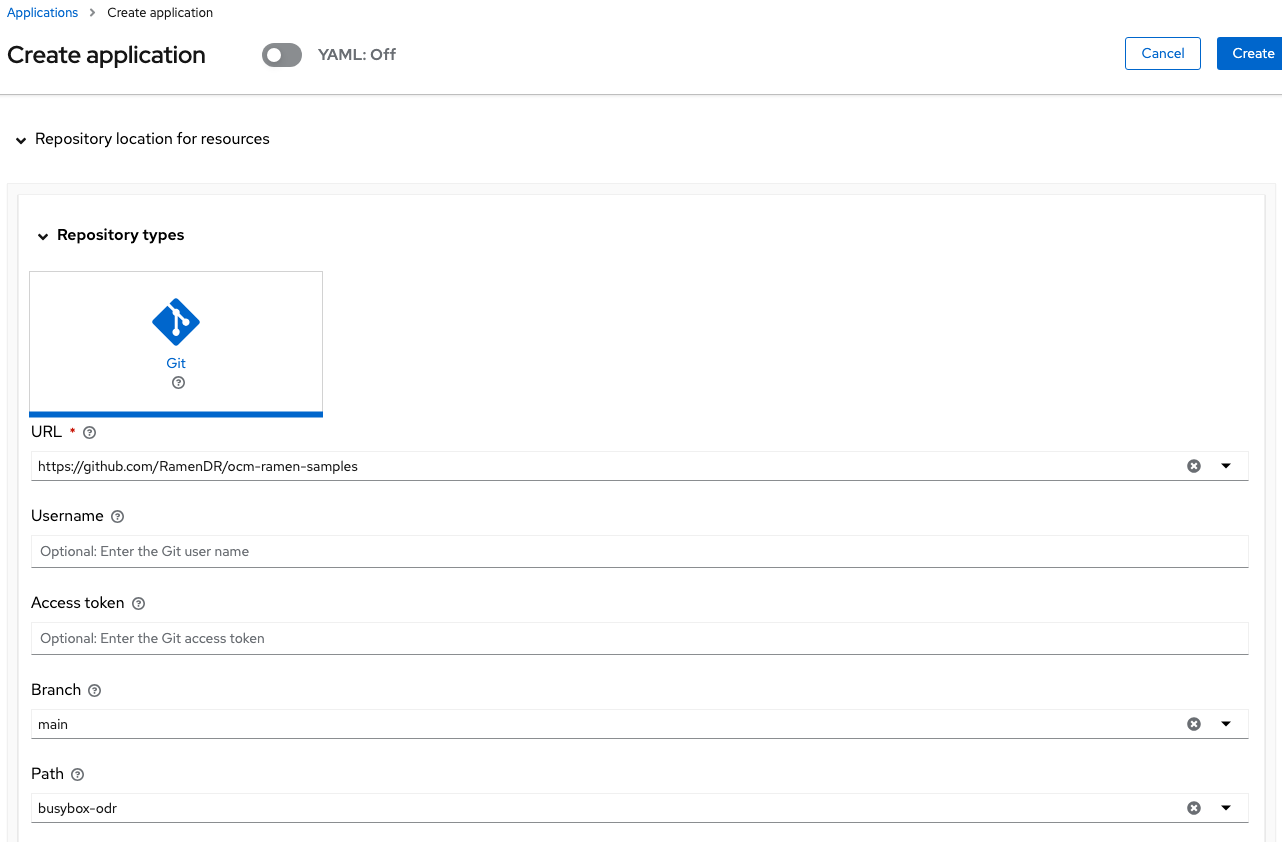 Applications > Create application
Create application YAML: Off Cancel Create
Repository location for resources
Repository types
Git
URL *
https://github.com/RamenDR/ocm-ramen-samples
Username
Optional: Enter the Git user name
Access token
Optional: Enter the Git access token
Branch
main
Path
busybox-odr